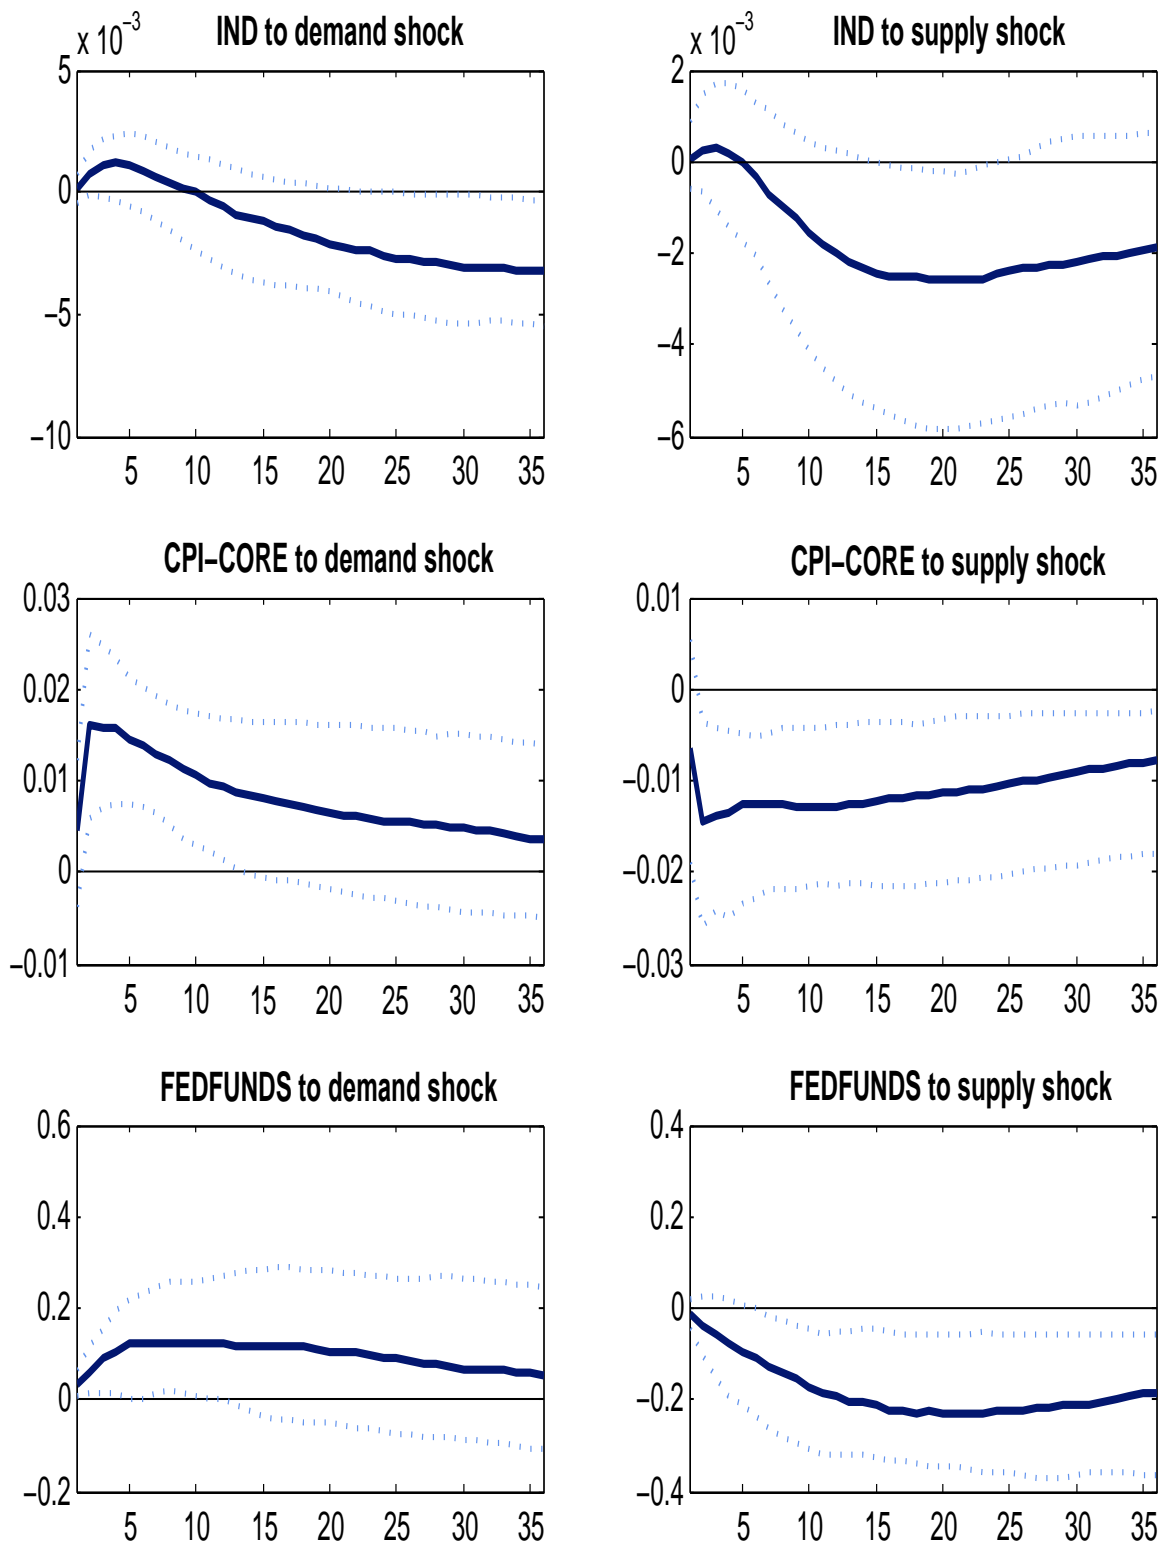 IND to demand shock
x 10⁻³
5
0
−5
−10
5 10 15 20 25 30 35
IND to supply shock
x 10⁻³
2
0
−2
−4
−6
5 10 15 20 25 30 35
CPI−CORE to demand shock
0.03
0.02
0.01
0
−0.01
5 10 15 20 25 30 35
CPI−CORE to supply shock
0.01
0
−0.01
−0.02
−0.03
5 10 15 20 25 30 35
FEDFUNDS to demand shock
0.6
0.4
0.2
0
−0.2
5 10 15 20 25 30 35
FEDFUNDS to supply shock
0.4
0.2
0
−0.2
−0.4
5 10 15 20 25 30 35